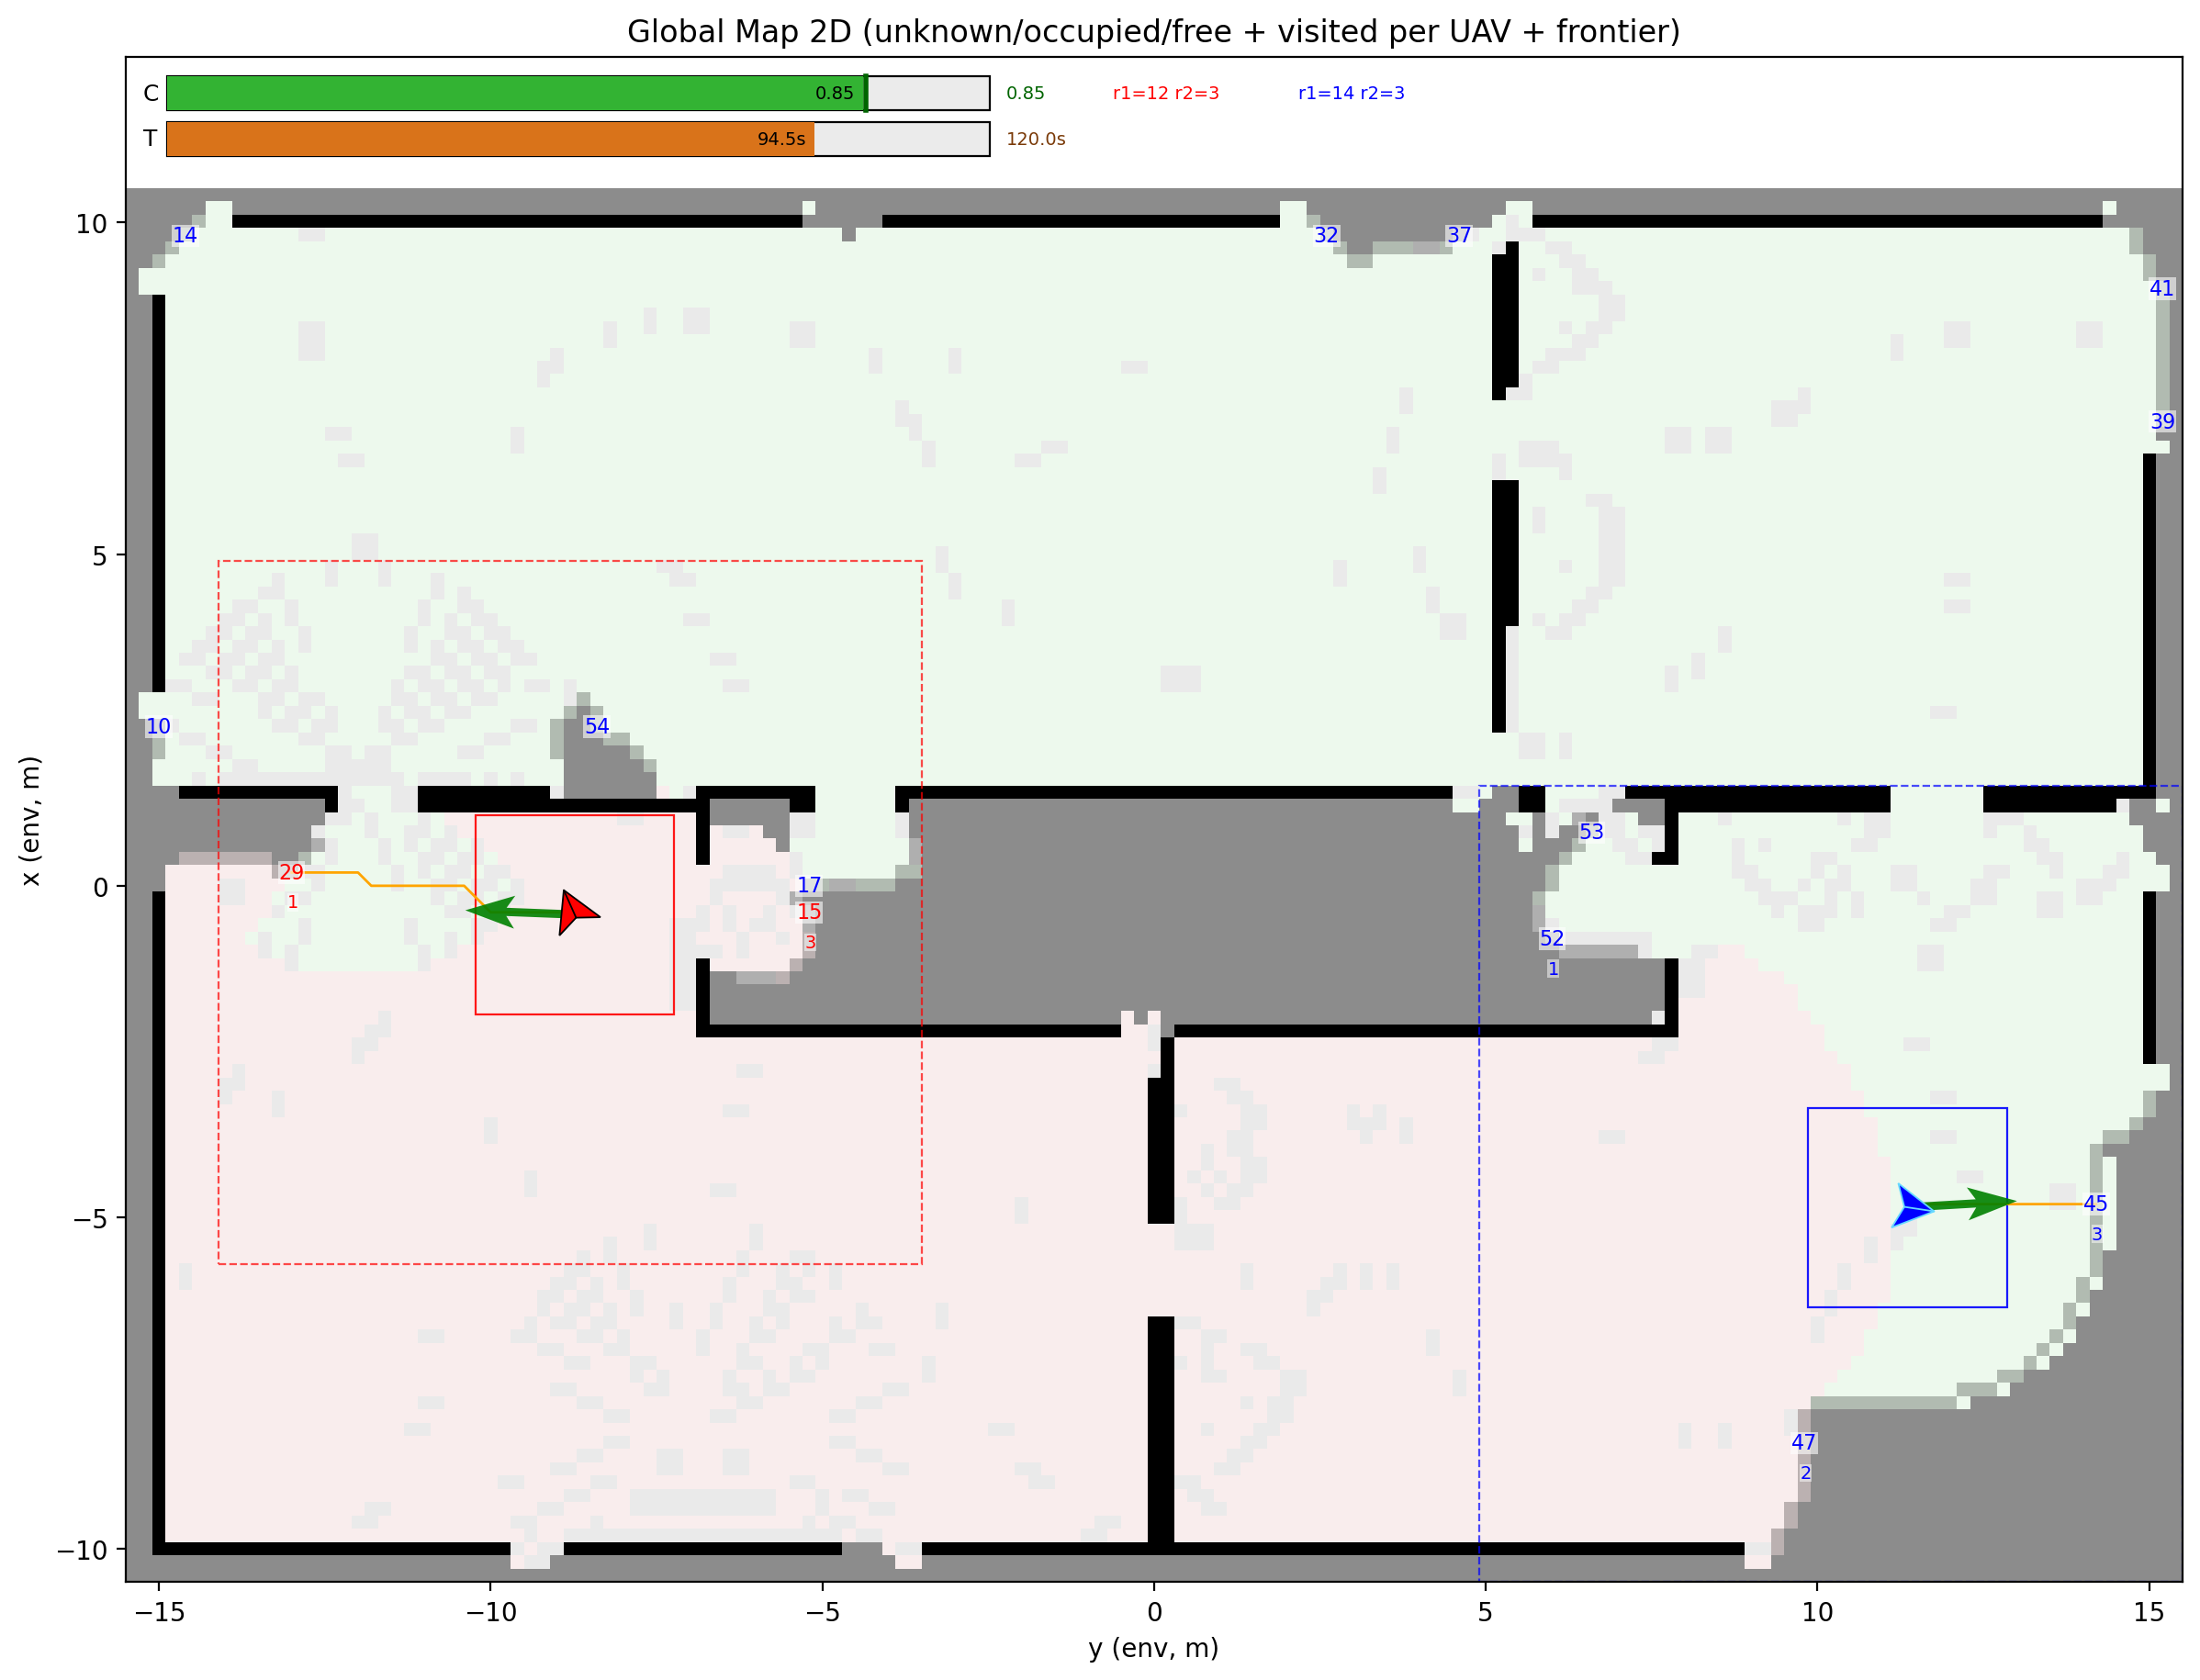 Global Map 2D (unknown/occupied/free + visited per UAV + frontier)
C 0.85 0.85 r1=12 r2=3 r1=14 r2=3
T 94.5s 120.0s
10
14 32 37
41
39
5
10 54
53
0 29
1
17
15
3
52
1
−5 45
3
47
2
−10
−15 −10 −5 0 5 10 15
x (env, m)
y (env, m)